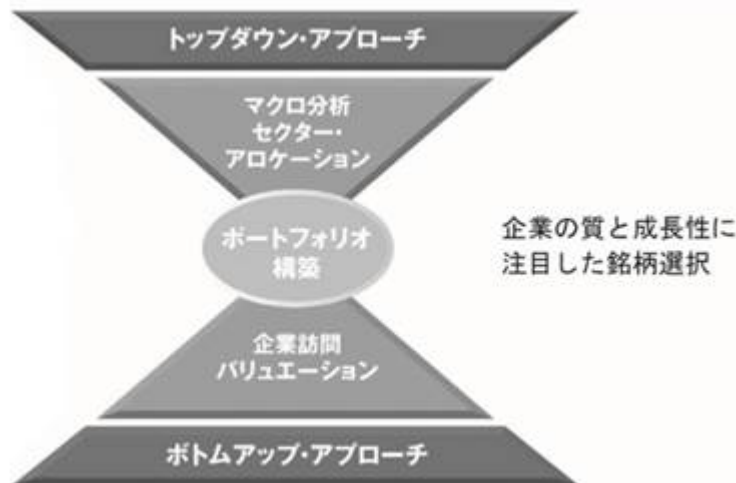 トップダウン・アプローチ
マクロ分析
セクター・
アロケーション
ポートフォリオ
構築
企業の質と成長性に
注目した銘柄選択
企業訪問
バリュエーション
ボトムアップ・アプローチ